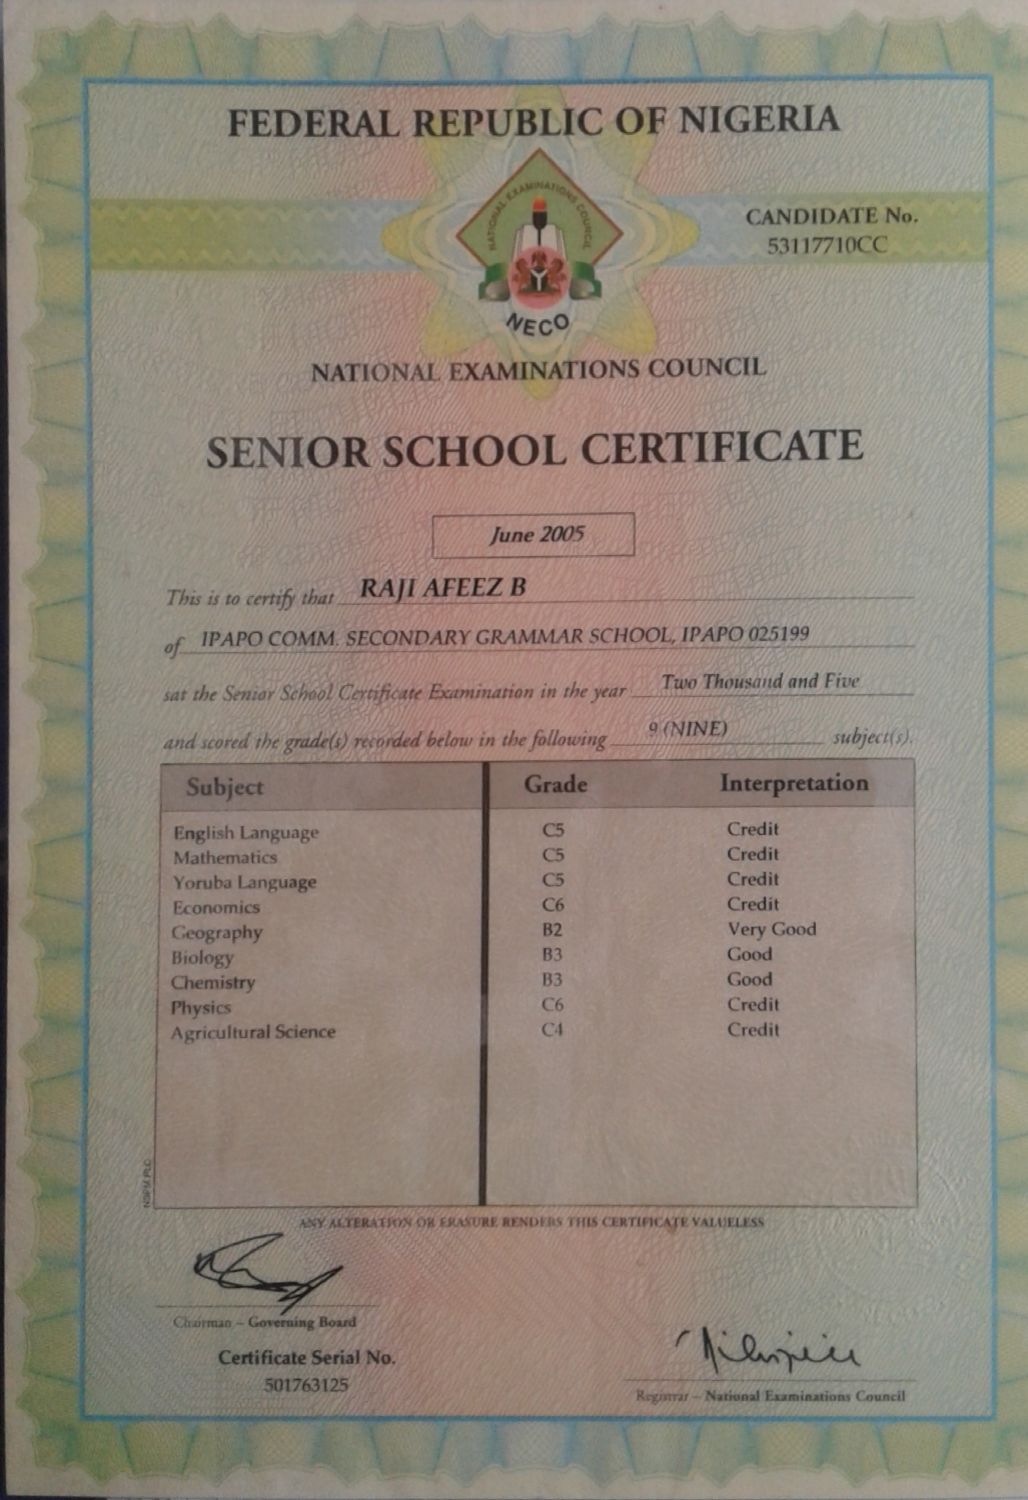 FEDERAL REPUBLIC OF NIGERIA
NATIONAL EXAMINATIONS COUNCIL
NECO
CANDIDATE No.
53117710CC
NATIONAL EXAMINATIONS COUNCIL
SENIOR SCHOOL CERTIFICATE
June 2005
This is to certify that RAJI AFEEZ B
of IPAPO COMM. SECONDARY GRAMMAR SCHOOL, IPAPO 025199
sat the Senior School Certificate Examination in the year Two Thousand and Five
and scored the grade(s) recorded below in the following 9 (NINE) subject(s).
Subject Grade Interpretation
English Language C5 Credit
Mathematics C5 Credit
Yoruba Language C5 Credit
Economics C6 Credit
Geography B2 Very Good
Biology B3 Good
Chemistry B3 Good
Physics C6 Credit
Agricultural Science C4 Credit
NSPM PLC
ANY ALTERATION OR ERASURE RENDERS THIS CERTIFICATE VALUELESS
Chairman – Governing Board
Certificate Serial No.
501763125
Registrar – National Examinations Council